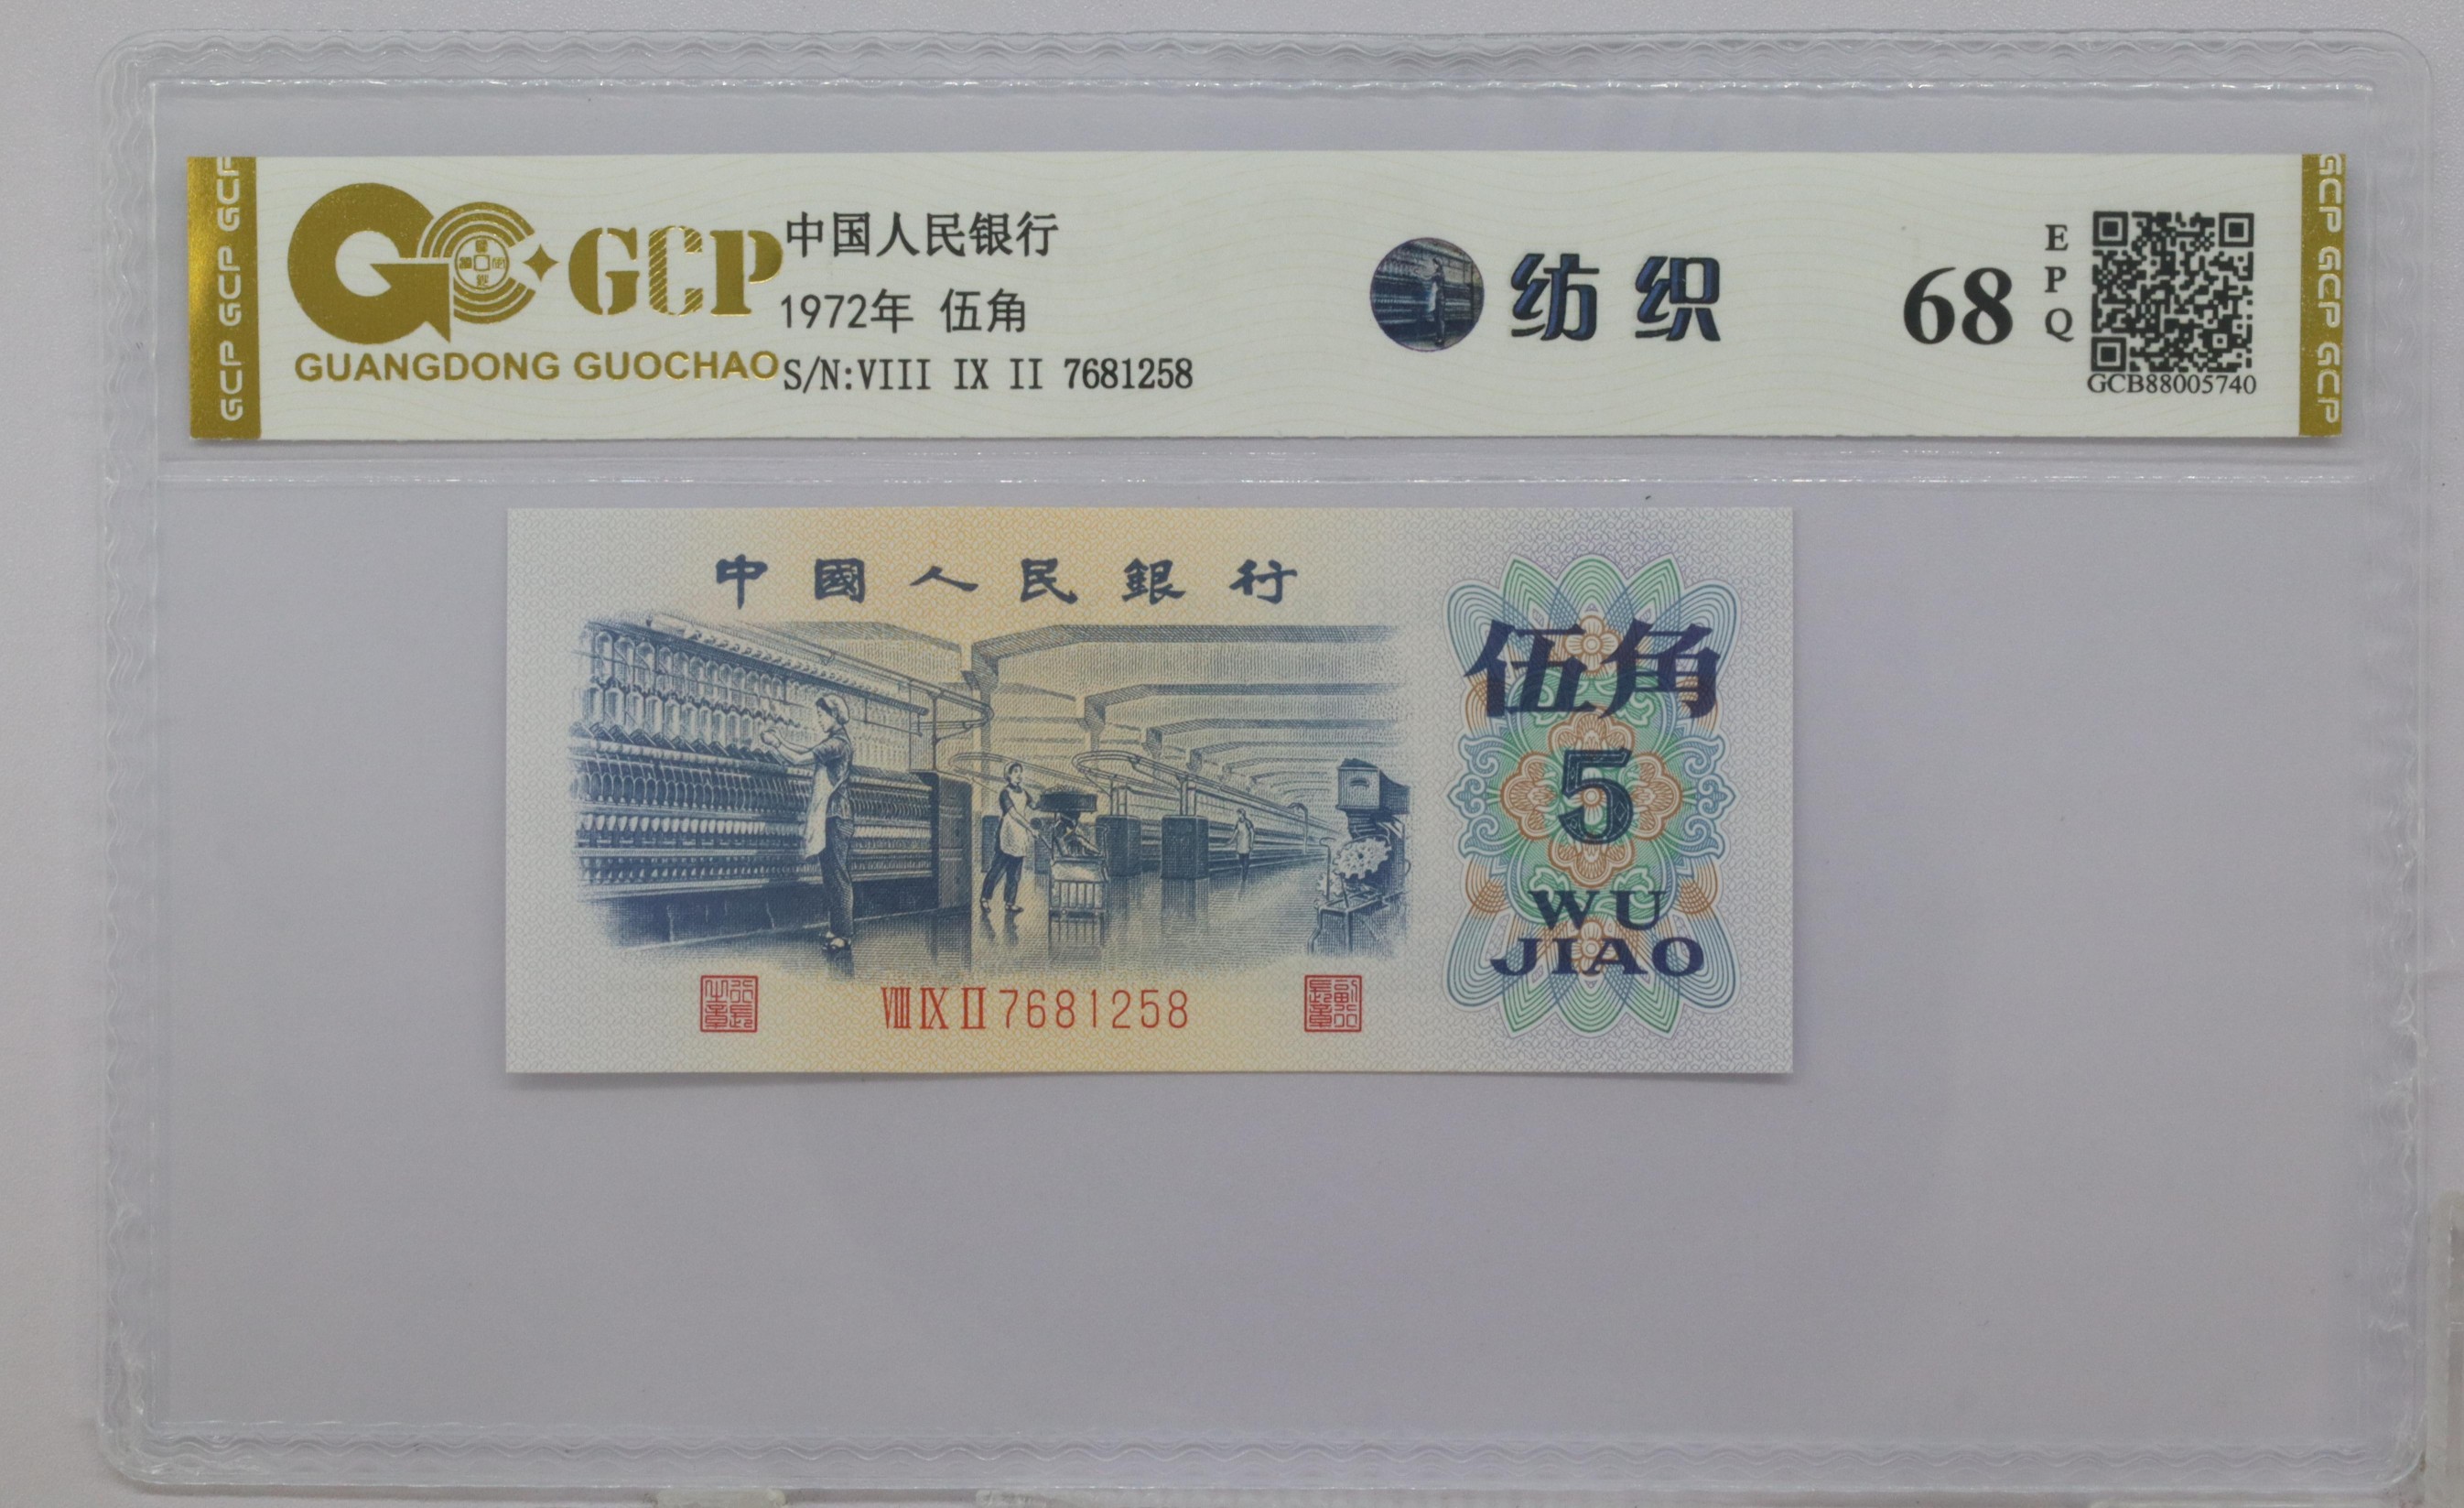 GCP GCP GCP
GCP
GUANGDONG GUOCHAO
中国人民银行
1972年 伍角
S/N:VIII IX II 7681258
纺织
68
EPQ
GCB88005740
GCP GCP GCP
中國人民銀行
伍角
5
WU
JIAO
VIII IX II 7681258